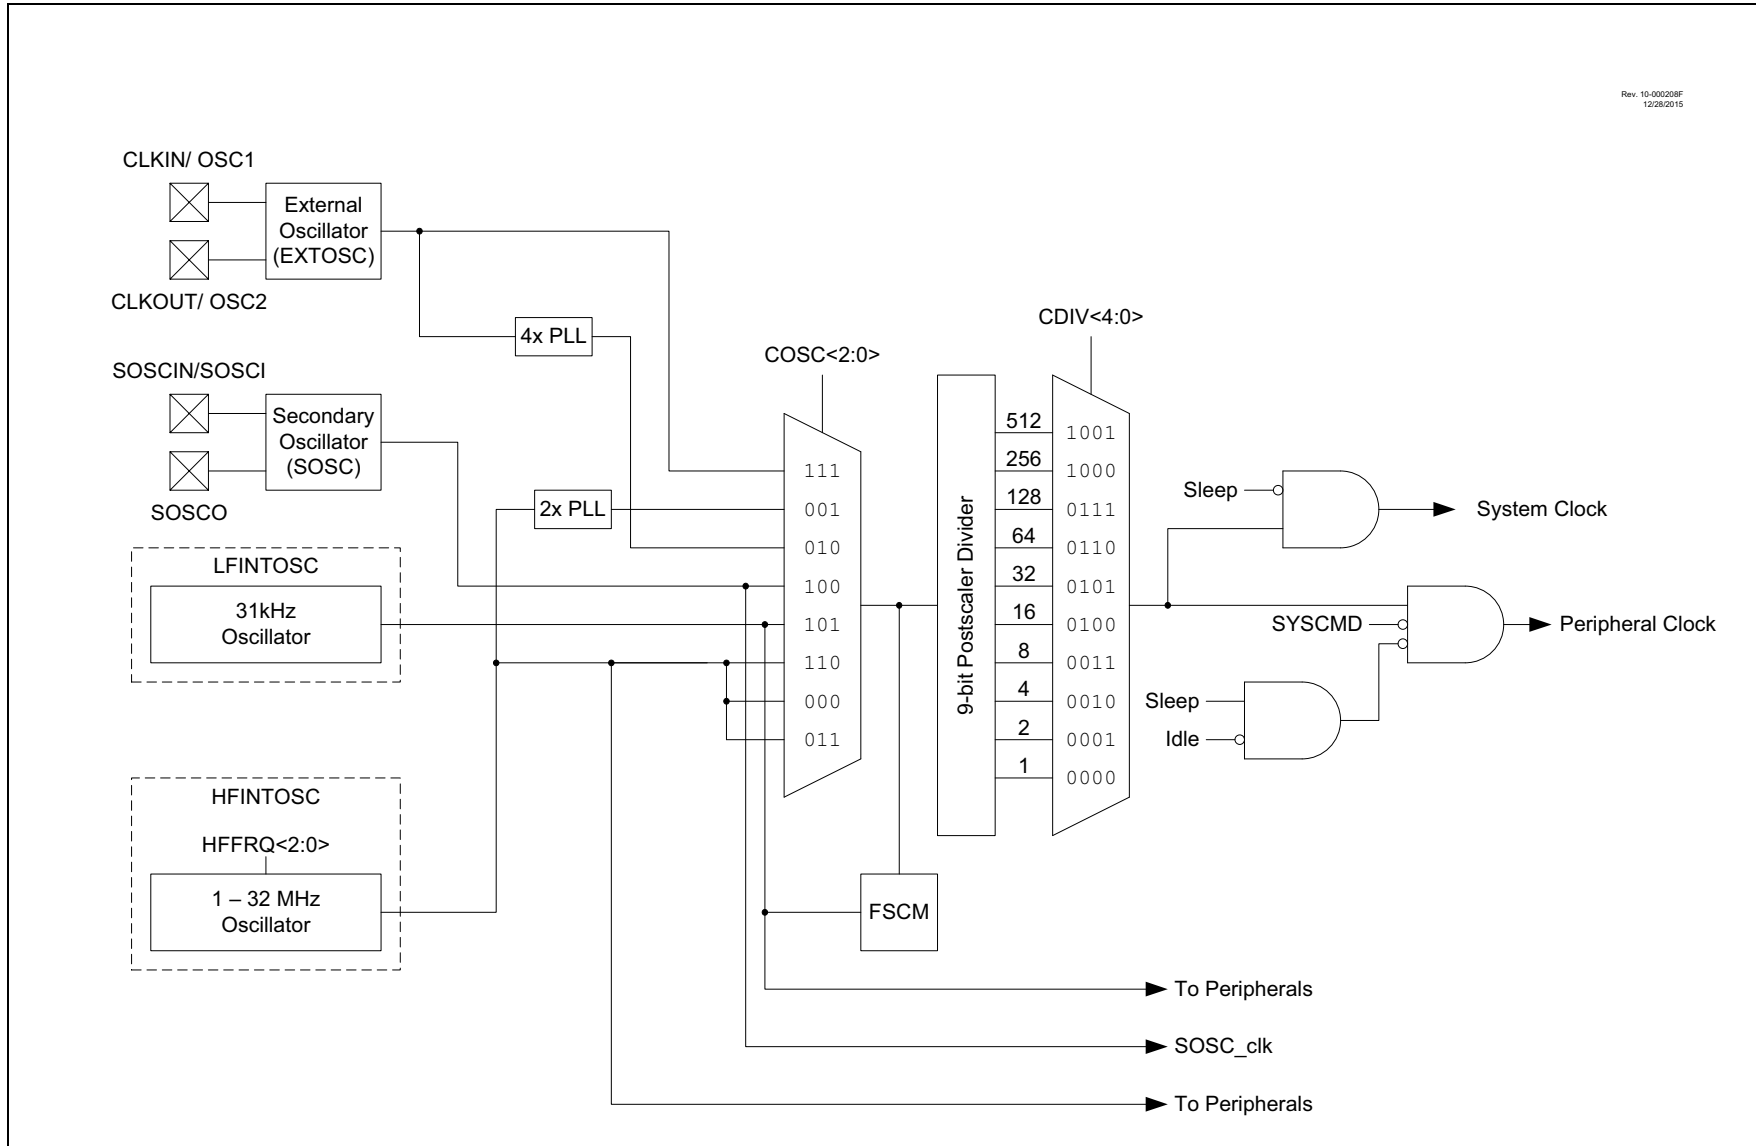 Rev. 10-000208F
12/28/2015
CLKIN/ OSC1
External
Oscillator
(EXTOSC)
CLKOUT/ OSC2
4x PLL
SOSCIN/SOSCI
Secondary
Oscillator
(SOSC)
SOSCO
2x PLL
LFINTOSC
31kHz
Oscillator
HFINTOSC
HFFRQ<2:0>
1 – 32 MHz
Oscillator
COSC<2:0>
111
001
010
100
101
110
000
011
FSCM
9-bit Postscaler Divider
CDIV<4:0>
512 1001
256 1000
128 0111
64 0110
32 0101
16 0100
8 0011
4 0010
2 0001
1 0000
Sleep
System Clock
SYSCMD
Peripheral Clock
Sleep
Idle
To Peripherals
SOSC_clk
To Peripherals